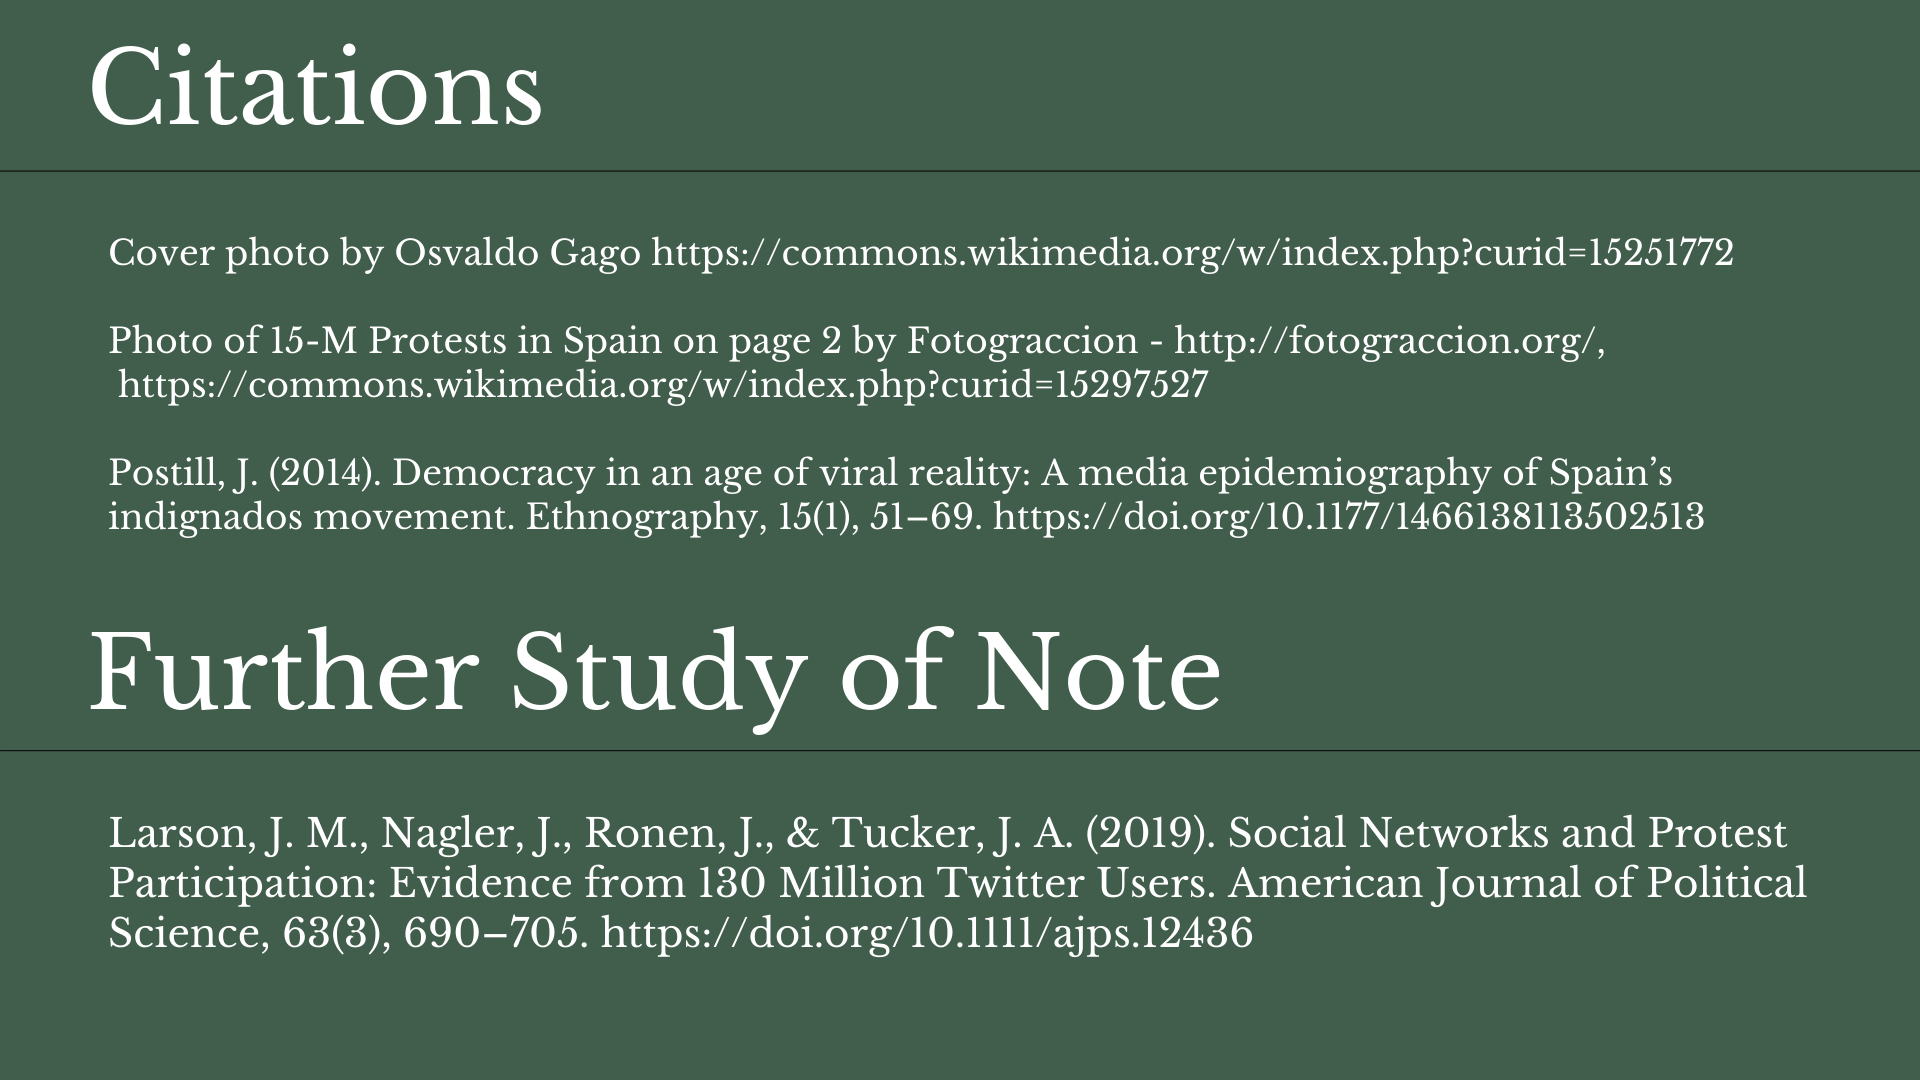 Citations
Cover photo by Osvaldo Gago https://commons.wikimedia.org/w/index.php?curid=15251772
Photo of 15-M Protests in Spain on page 2 by Fotograccion - http://fotograccion.org/,
https://commons.wikimedia.org/w/index.php?curid=15297527
Postill, J. (2014). Democracy in an age of viral reality: A media epidemiography of Spain’s
indignados movement. Ethnography, 15(1), 51–69. https://doi.org/10.1177/1466138113502513
Further Study of Note
Larson, J. M., Nagler, J., Ronen, J., & Tucker, J. A. (2019). Social Networks and Protest
Participation: Evidence from 130 Million Twitter Users. American Journal of Political
Science, 63(3), 690–705. https://doi.org/10.1111/ajps.12436